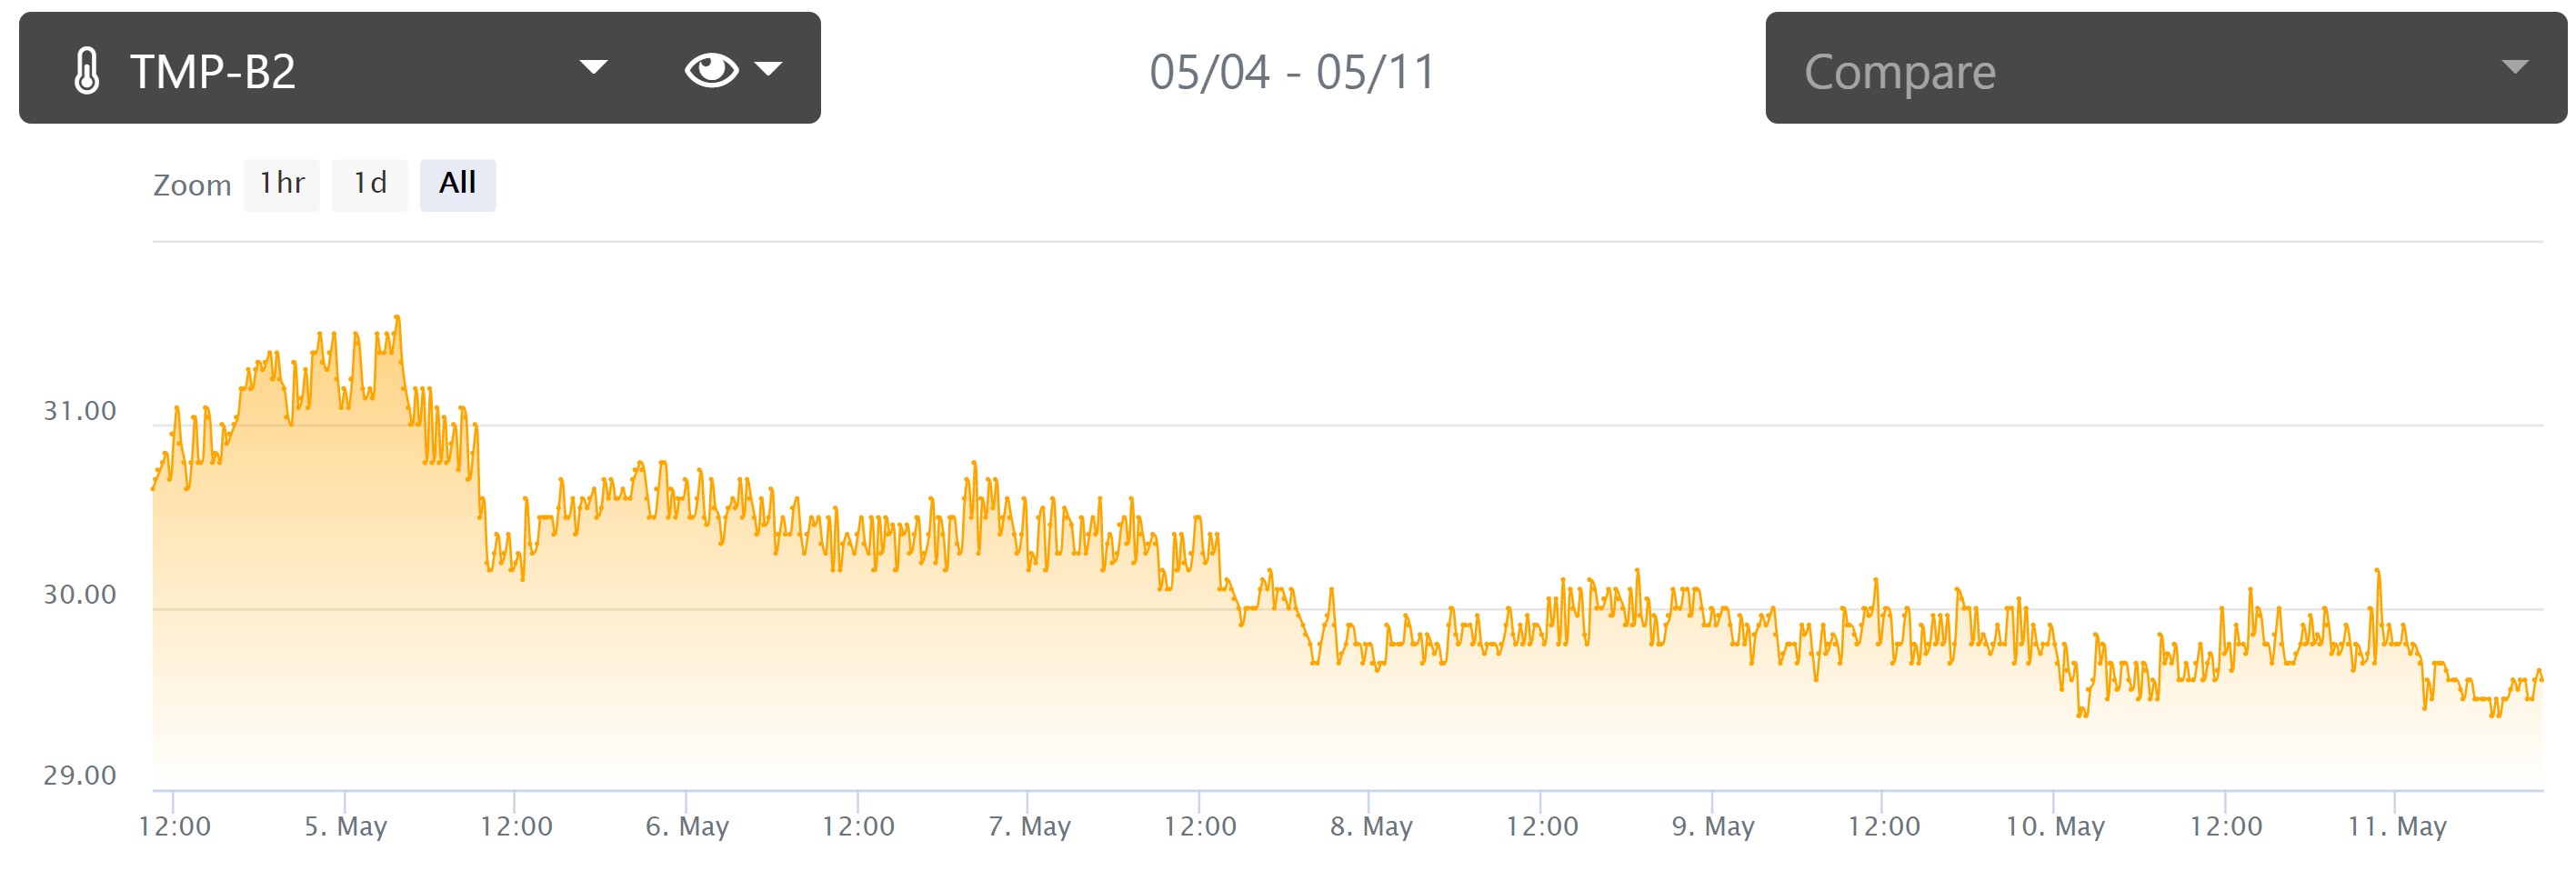 TMP-B2
05/04 - 05/11
Compare
Zoom 1hr 1d All
31.00
30.00
29.00
12:00 5. May 12:00 6. May 12:00 7. May 12:00 8. May 12:00 9. May 12:00 10. May 12:00 11. May